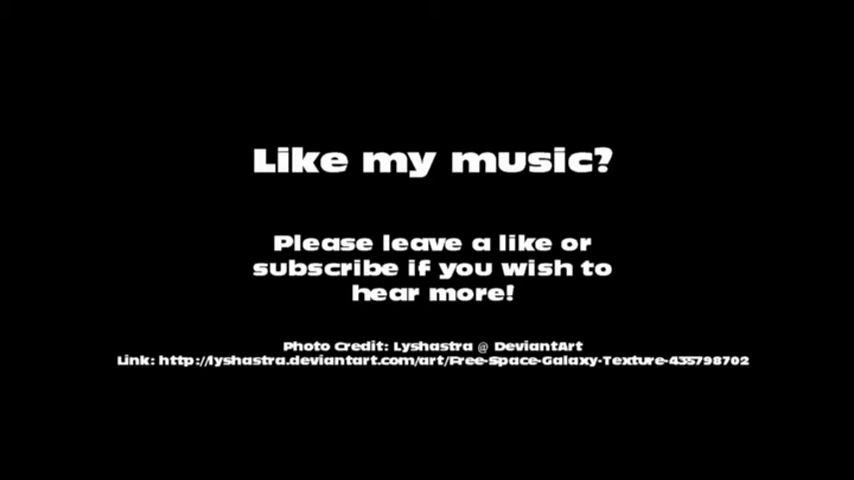 Like my music?
Please leave a like or
subscribe if you wish to
hear more!
Photo Credit: Lyshastra @ DeviantArt
Link: http://lyshastra.deviantart.com/art/Free-Space-Galaxy-Texture-435798702